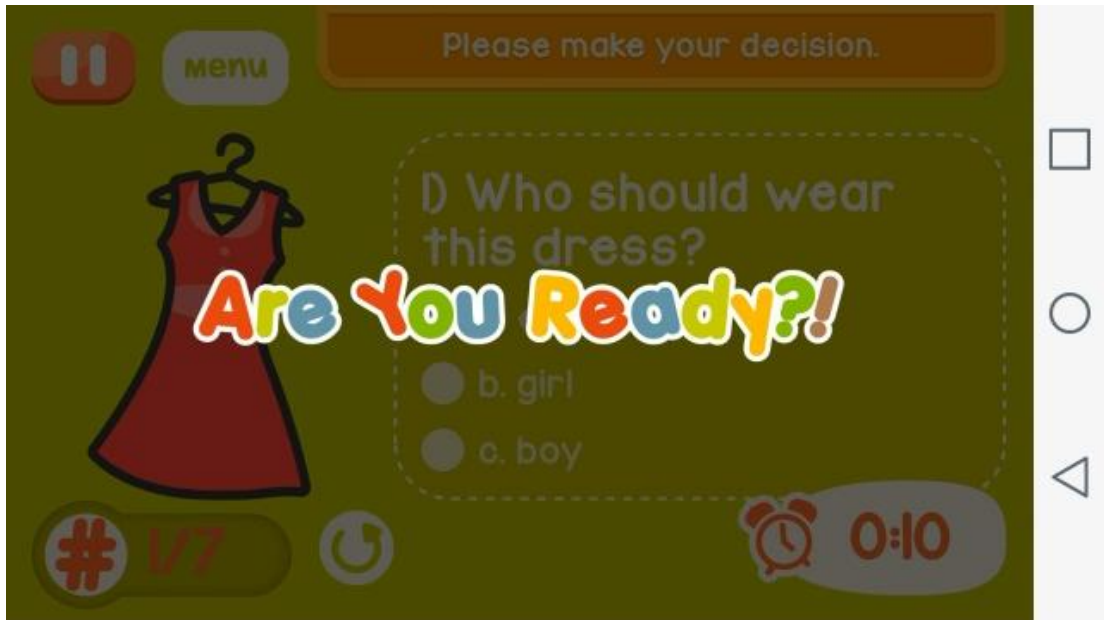 Menu
Please make your decision.
1) Who should wear
this dress?
Are You Ready?!
b. girl
c. boy
# 1/7
0:10